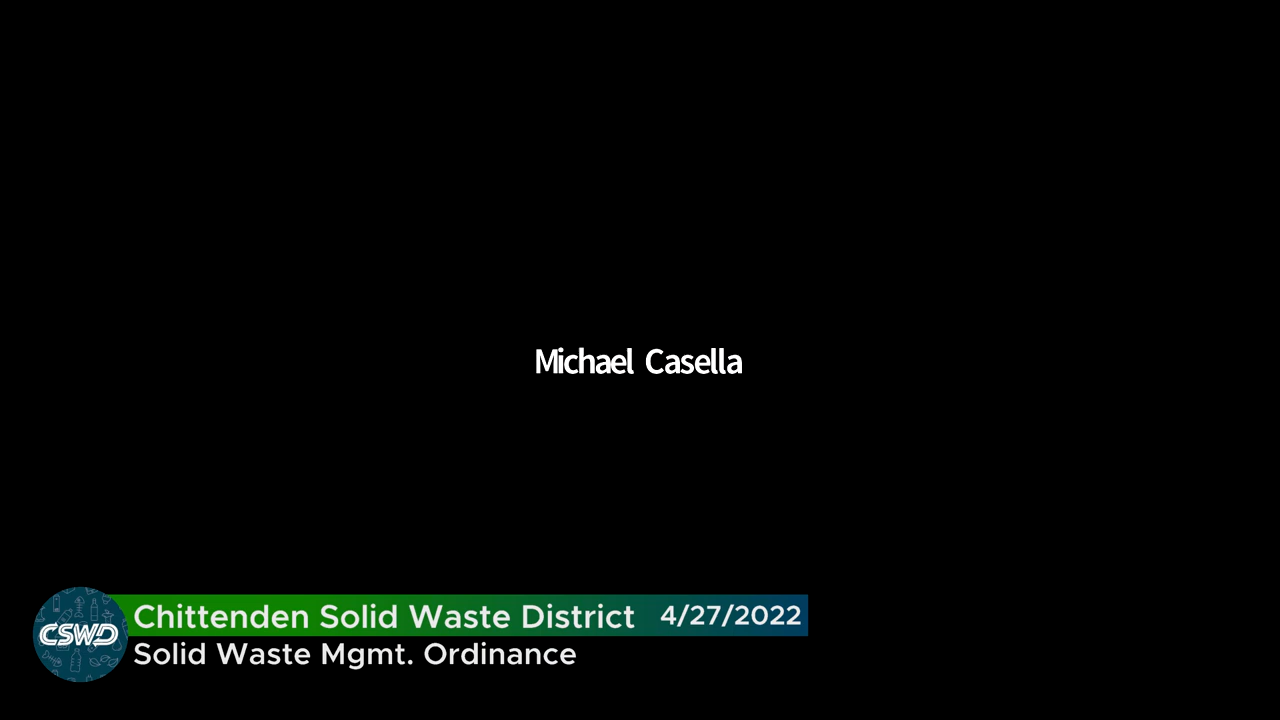 Michael Casella
Chittenden Solid Waste District 4/27/2022
CSWD
Solid Waste Mgmt. Ordinance